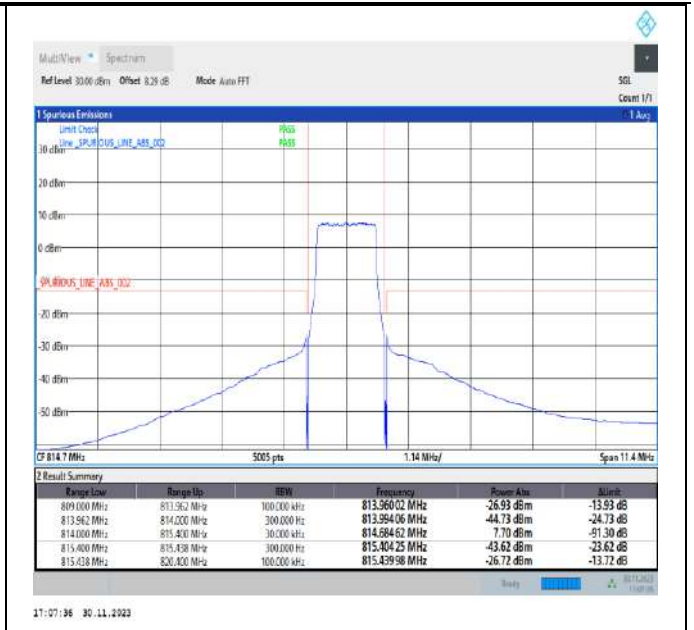 MultiView Spectrum
Ref Level 30.00 dBm Offset 8.29 dB Mode Auto FFT SGL
Count 1/1
1 Spurious Emissions 1 Avg
Limit Check PASS
30 dBm Line _SPURIOUS_LINE_ABS_002 PASS
20 dBm
10 dBm
0 dBm
_SPURIOUS_LINE_ABS_002
-20 dBm
-30 dBm
-40 dBm
-50 dBm
CF 814.7 MHz 5005 pts 1.14 MHz/ Span 11.4 MHz
2 Result Summary
Range Low Range Up RBW Frequency Power Abs ΔLimit
809.000 MHz 813.962 MHz 100.000 kHz 813.96002 MHz -26.93 dBm -13.93 dB
813.962 MHz 814.000 MHz 300.000 Hz 813.99406 MHz -44.73 dBm -24.73 dB
814.000 MHz 815.400 MHz 30.000 kHz 814.68462 MHz 7.70 dBm -91.30 dB
815.400 MHz 815.438 MHz 300.000 Hz 815.40425 MHz -43.62 dBm -23.62 dB
815.438 MHz 820.400 MHz 100.000 kHz 815.43998 MHz -26.72 dBm -13.72 dB
Ready 30.11.2023
17:07:36 30.11.2023